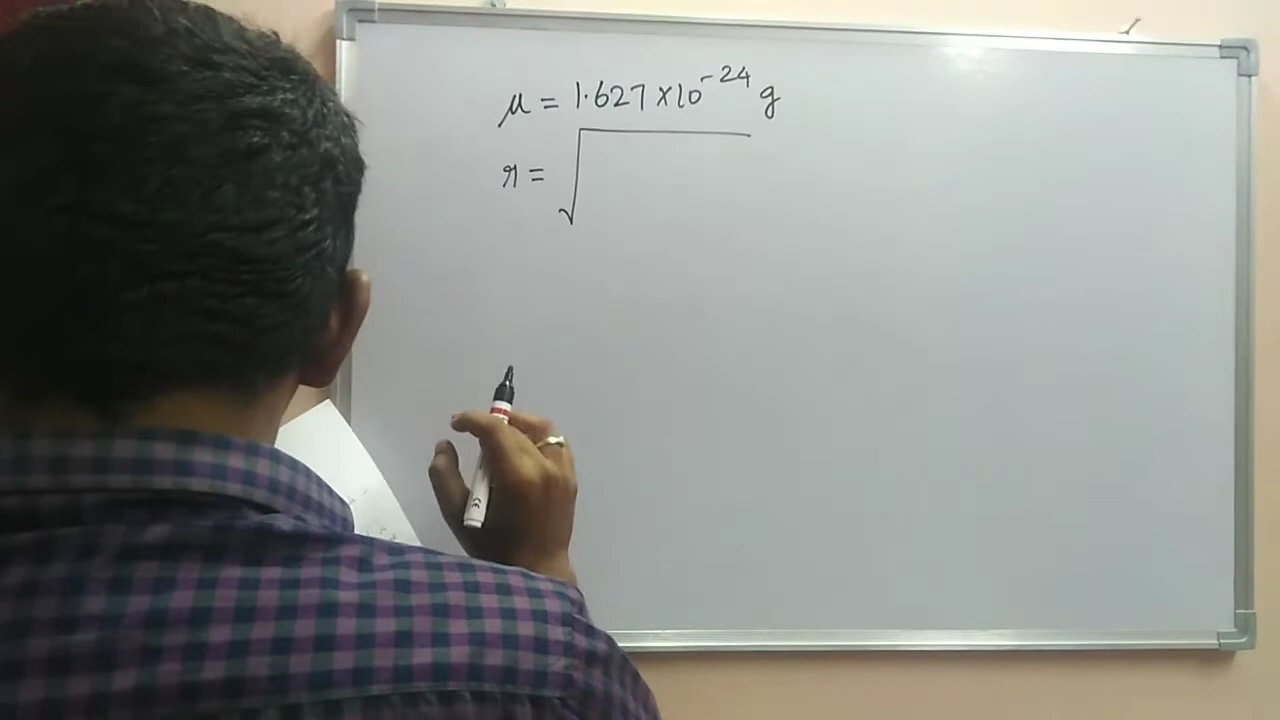 μ = 1.627 × 10⁻²⁴ g
r = √